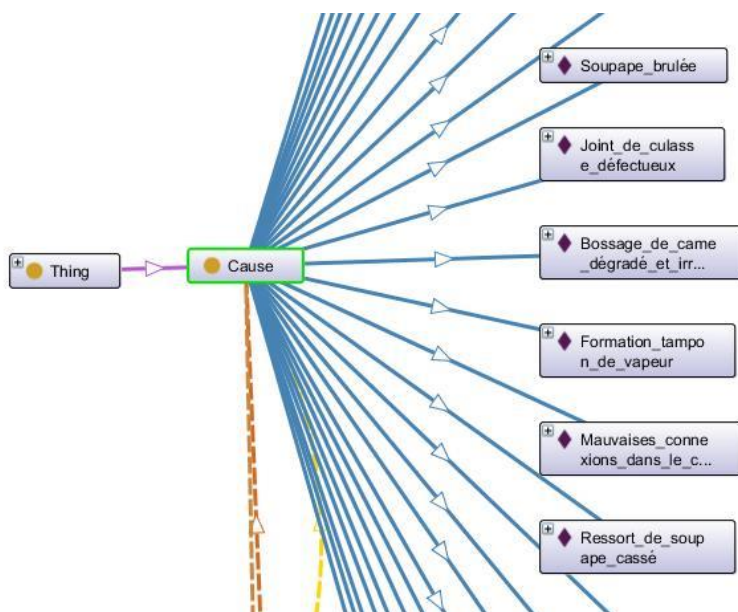 Soupape_brulée
Joint_de_culass
e_défectueux
Bossage_de_came
_dégradé_et_irr...
Thing
Cause
Formation_tampo
n_de_vapeur
Mauvaises_conne
xions_dans_le_c...
Ressort_de_soup
ape_cassé